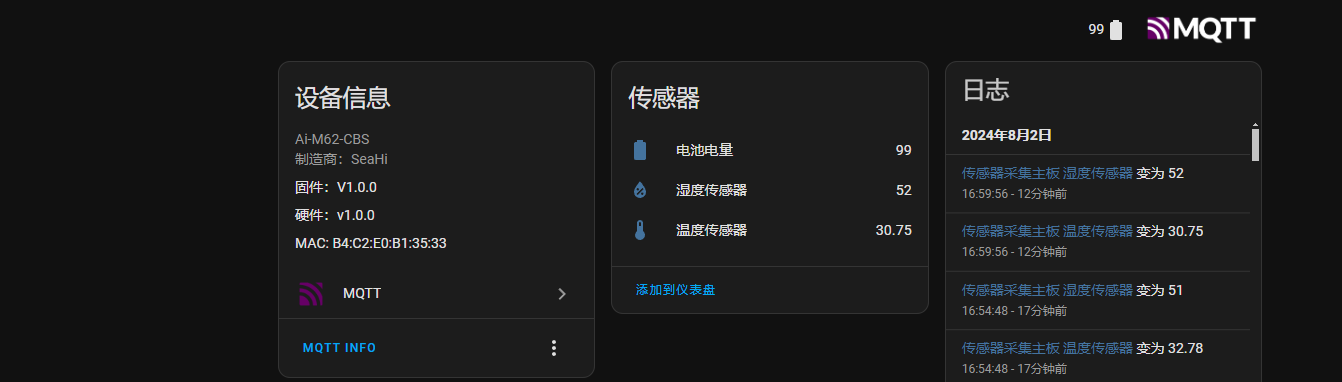 99
MQTT
设备信息
Ai-M62-CBS
制造商：SeaHi
固件：V1.0.0
硬件：v1.0.0
MAC: B4:C2:E0:B1:35:33
MQTT
MQTT INFO
传感器
电池电量 99
湿度传感器 52
温度传感器 30.75
添加到仪表盘
日志
2024年8月2日
传感器采集主板 湿度传感器 变为 52
16:59:56 - 12分钟前
传感器采集主板 温度传感器 变为 30.75
16:59:56 - 12分钟前
传感器采集主板 湿度传感器 变为 51
16:54:48 - 17分钟前
传感器采集主板 温度传感器 变为 32.78
16:54:48 - 17分钟前